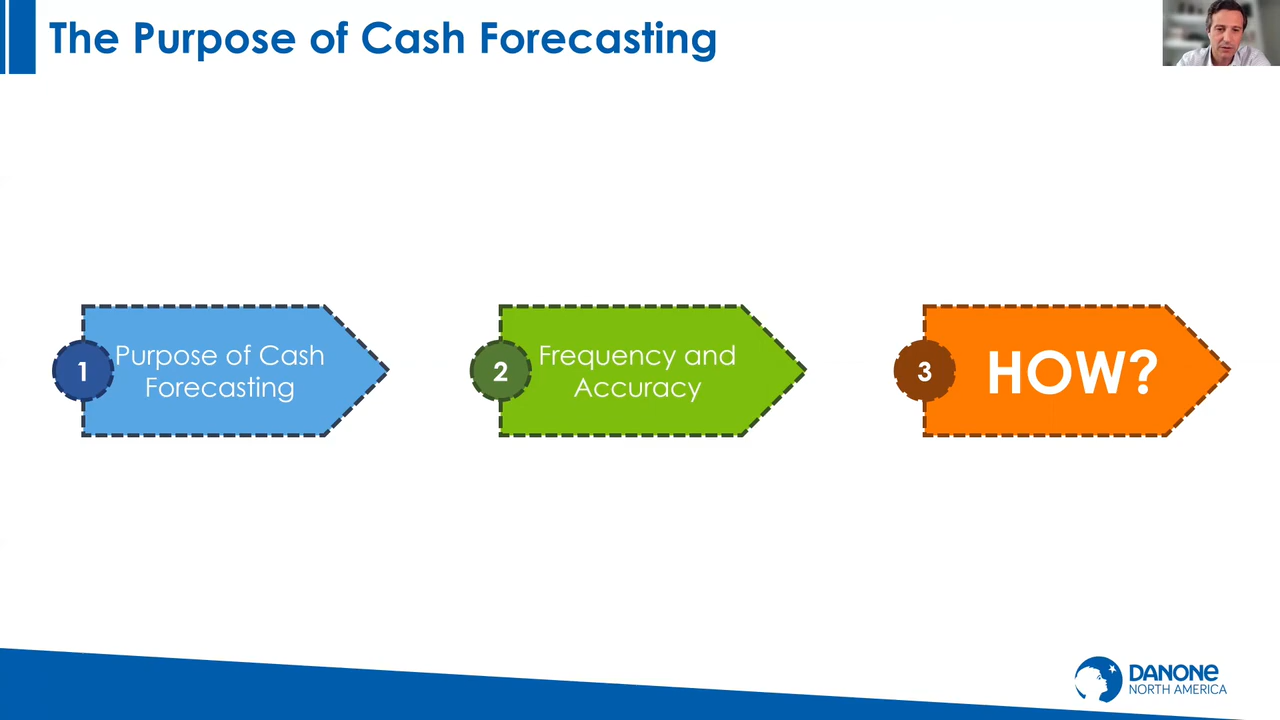 The Purpose of Cash Forecasting
1
Purpose of Cash
Forecasting
2
Frequency and
Accuracy
3
HOW?
DANONE
NORTH AMERICA